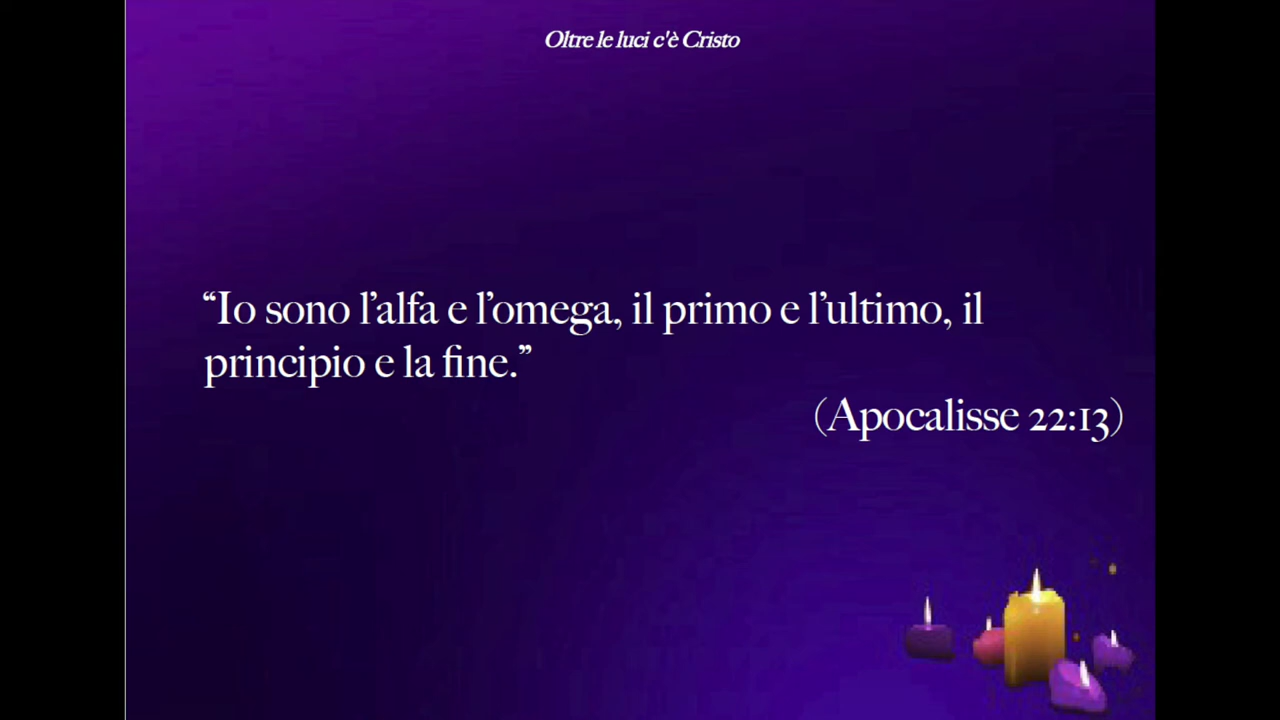 Oltre le luci c'è Cristo
“Io sono l’alfa e l’omega, il primo e l’ultimo, il
principio e la fine.”
(Apocalisse 22:13)